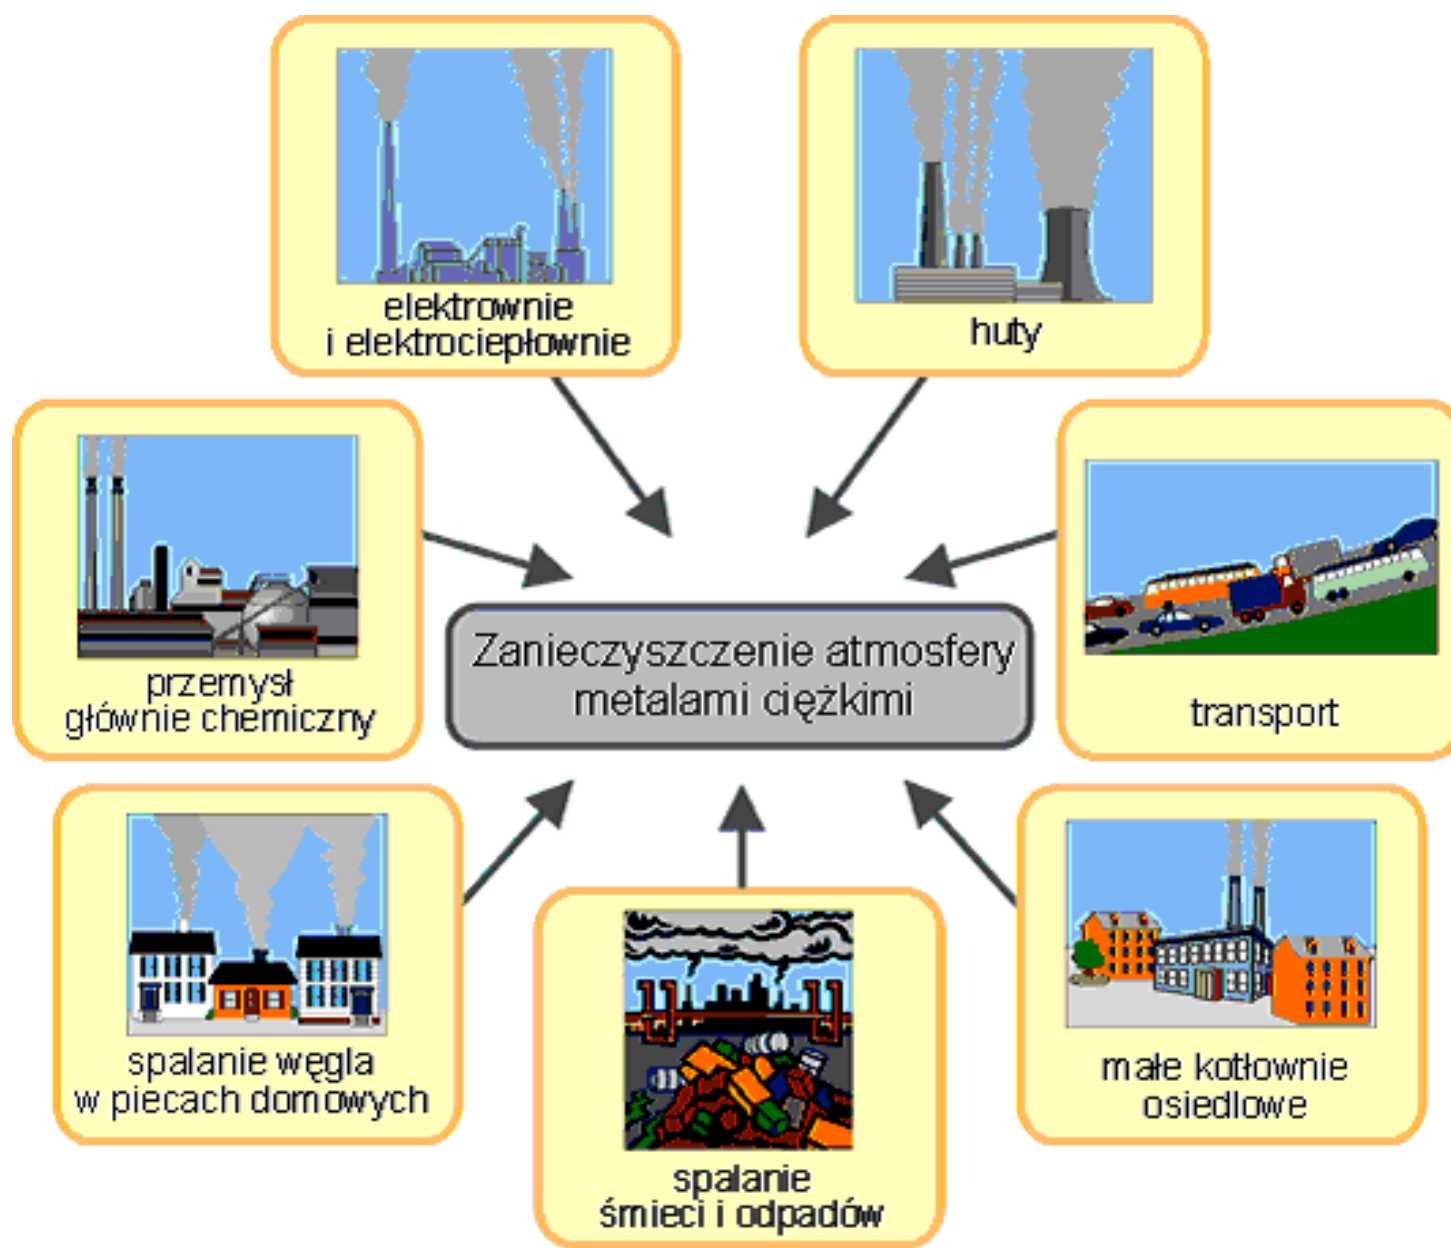 elektrownie
i elektrociepłownie
huty
przemysł
głównie chemiczny
Zanieczyszczenie atmosfery
metalami ciężkimi
transport
spalanie węgla
w piecach domowych
spalanie
śmieci i odpadów
małe kotłownie
osiedlowe